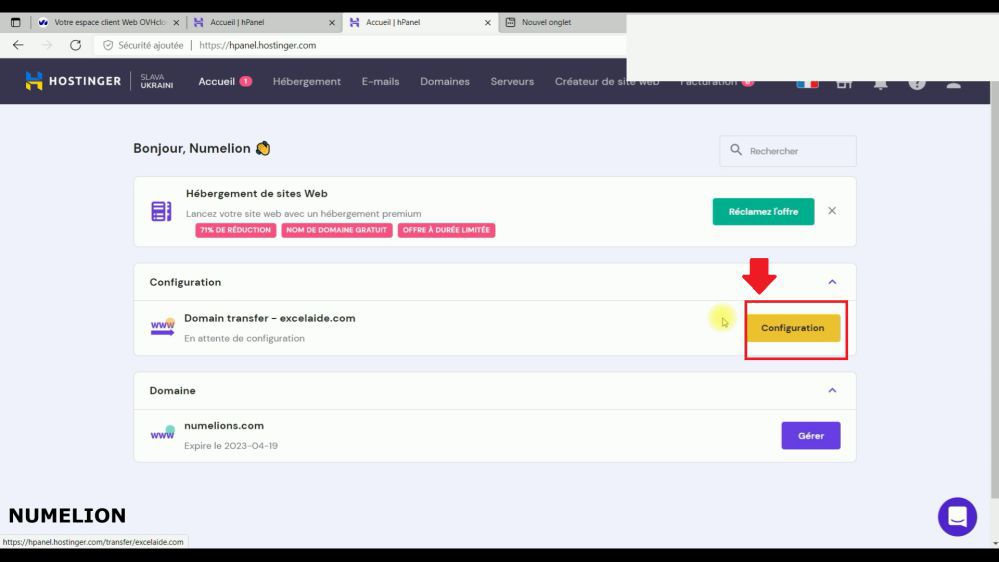 Votre espace client Web OVHclo
Accueil | hPanel
Accueil | hPanel
Nouvel onglet
Sécurité ajoutée
https://hpanel.hostinger.com
HOSTINGER
SLAVA
UKRAINI
Accueil 1
Hébergement
E-mails
Domaines
Serveurs
Créateur de site web
Facturation
Bonjour, Numelion
Rechercher
Hébergement de sites Web
Lancez votre site web avec un hébergement premium
71% DE RÉDUCTION
NOM DE DOMAINE GRATUIT
OFFRE À DURÉE LIMITÉE
Réclamez l'offre
Configuration
www
Domain transfer - excelaide.com
En attente de configuration
Configuration
Domaine
www
numelions.com
Expire le 2023-04-19
Gérer
NUMELION
https://hpanel.hostinger.com/transfer/excelaide.com